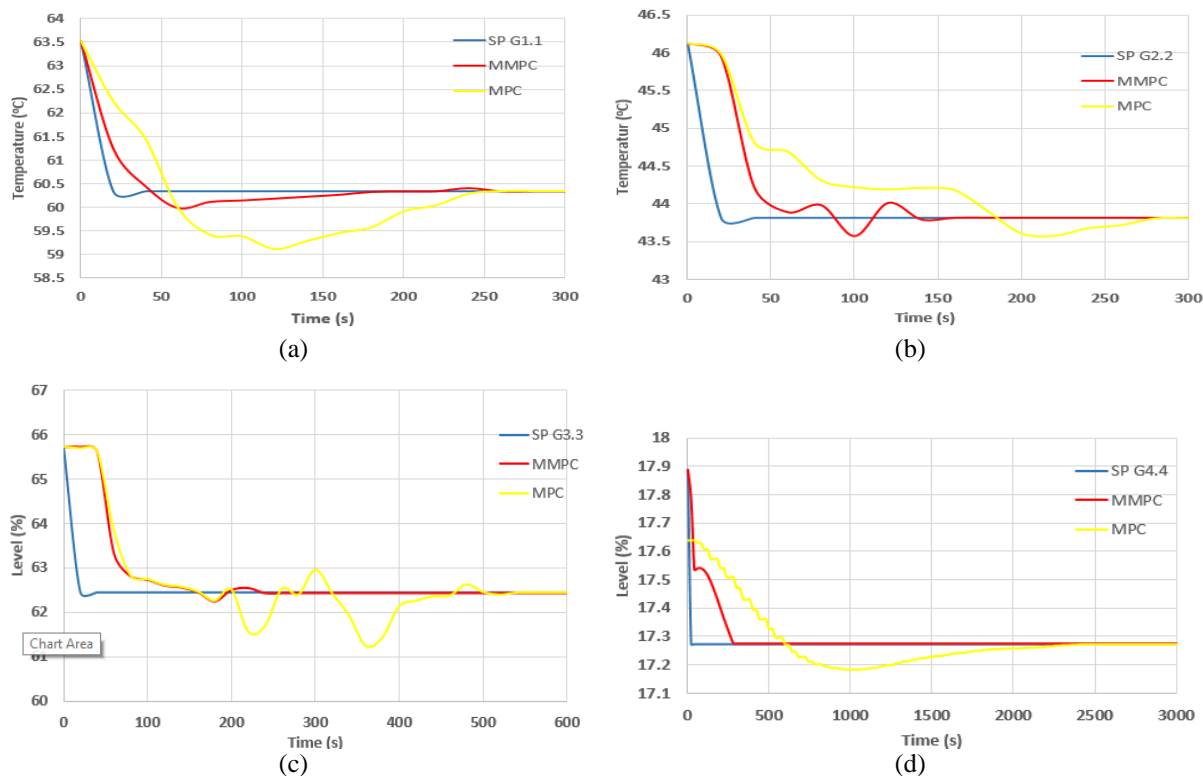 64
63.5
63
62.5
62
61.5
61
60.5
60
59.5
59
58.5
Temperature (ºC)
SP G1.1
MMPC
MPC
0 50 100 150 200 250 300
Time (s)
(a)
46.5
46
45.5
45
44.5
44
43.5
43
Temperatur (ºC)
SP G2.2
MMPC
MPC
0 50 100 150 200 250 300
Time (s)
(b)
67
66
65
64
63
62
61
60
Level (%)
SP G3.3
MMPC
MPC
Chart Area
0 100 200 300 400 500 600
Time (s)
(c)
18
17.9
17.8
17.7
17.6
17.5
17.4
17.3
17.2
17.1
Level (%)
SP G4.4
MMPC
MPC
0 500 1000 1500 2000 2500 3000
Time (s)
(d)